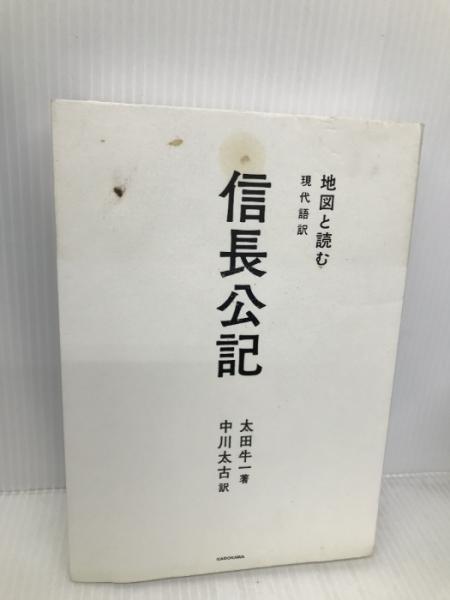 地図と読む
現代語訳
信長公記
太田牛一著
中川太古訳
KADOKAWA